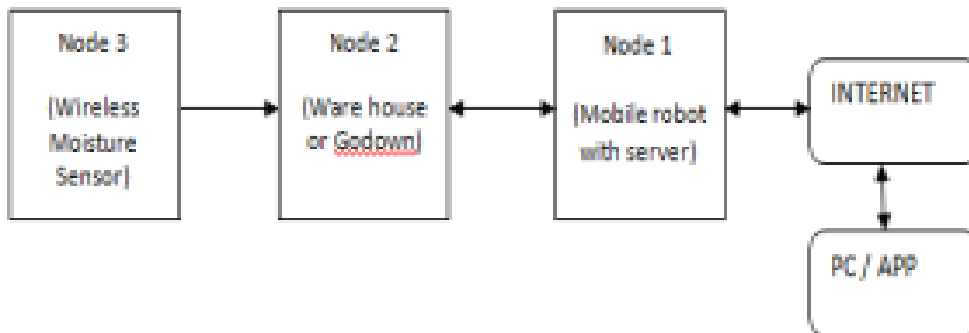 Node 3
(Wireless
Moisture
Sensor)
Node 2
(Ware house
or Godown)
Node 1
(Mobile robot
with server)
INTERNET
PC / APP